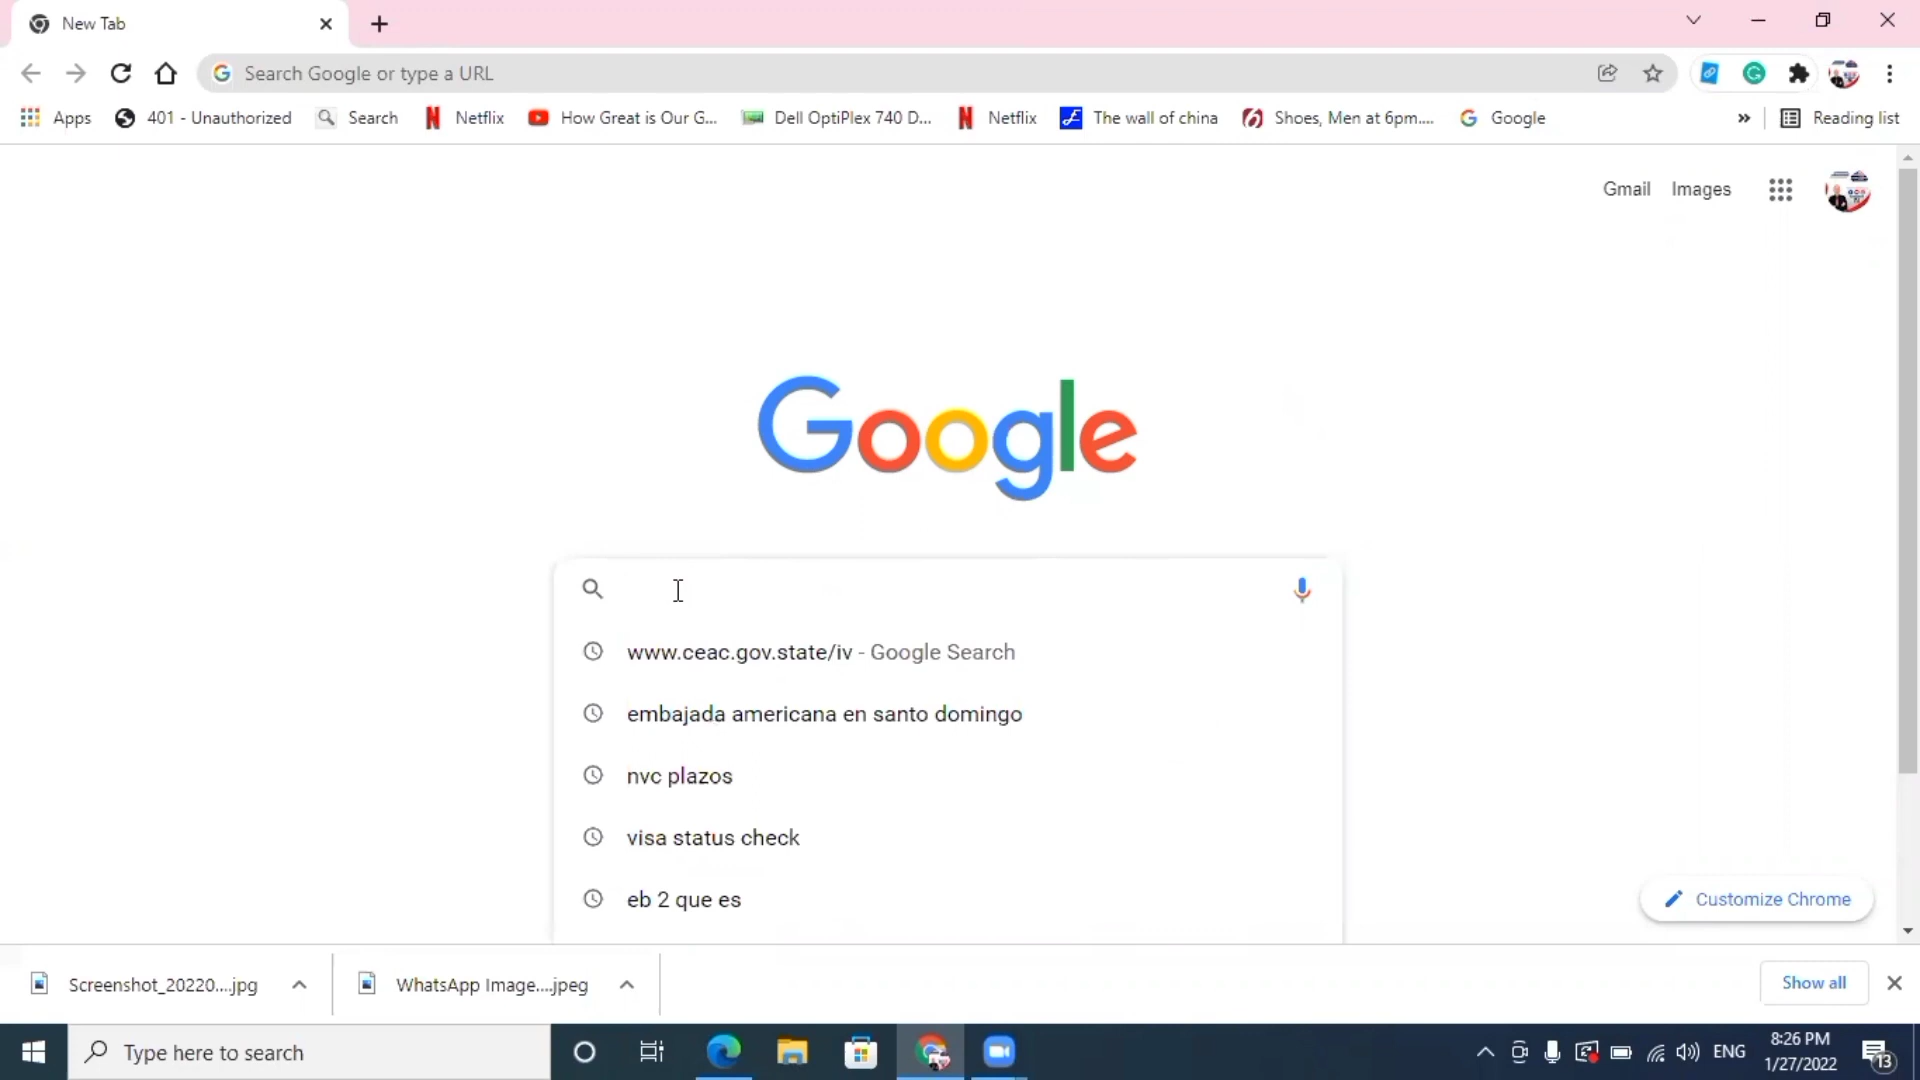 New Tab
Search Google or type a URL
Apps 401 - Unauthorized Search Netflix How Great is Our G... Dell OptiPlex 740 D... Netflix The wall of china Shoes, Men at 6pm.... Google » Reading list
Gmail Images
Google
www.ceac.gov.state/iv - Google Search
embajada americana en santo domingo
nvc plazos
visa status check
eb 2 que es
Customize Chrome
Screenshot_20220....jpg WhatsApp Image....jpeg Show all
Type here to search ENG 8:26 PM
1/27/2022 13